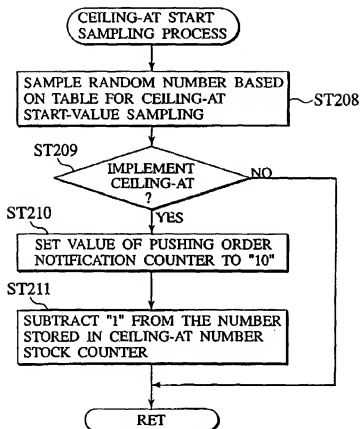 CEILING-AT START
SAMPLING PROCESS
SAMPLE RANDOM NUMBER BASED
ON TABLE FOR CEILING-AT
START-VALUE SAMPLING
ST208
ST209
IMPLEMENT
CEILING-AT
?
NO
YES
ST210
SET VALUE OF PUSHING ORDER
NOTIFICATION COUNTER TO "10"
ST211
SUBTRACT "1" FROM THE NUMBER
STORED IN CEILING-AT NUMBER
STOCK COUNTER
RET